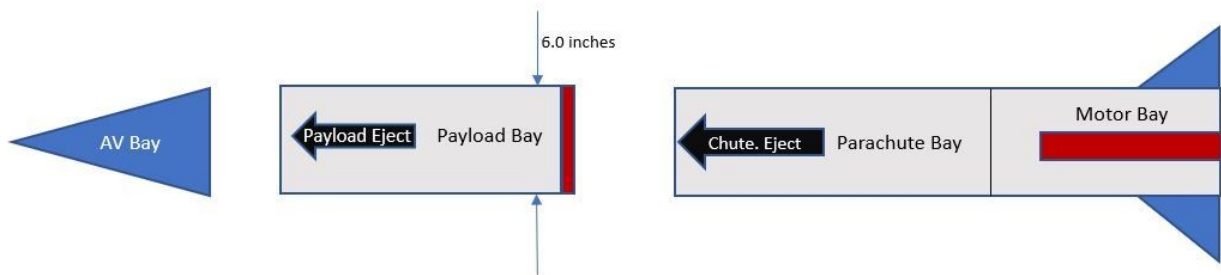 6.0 inches
AV Bay
Payload Eject
Payload Bay
Chute. Eject
Parachute Bay
Motor Bay